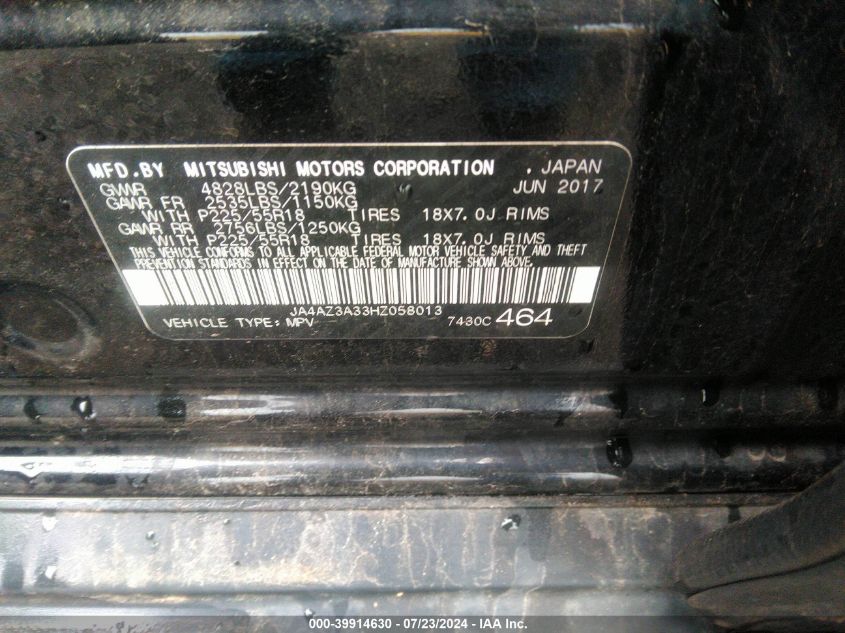 MFD.BY MITSUBISHI MOTORS CORPORATION . JAPAN
GVWR 4828LBS/2190KG JUN 2017
GAWR FR 2535LBS/1150KG
WITH P225/55R18 TIRES 18X7.0J RIMS
GAWR RR 2756LBS/1250KG
WITH P225/55R18 TIRES 18X7.0J RIMS
THIS VEHICLE CONFORMS TO ALL APPLICABLE FEDERAL MOTOR VEHICLE SAFETY AND THEFT
PREVENTION STANDARDS IN EFFECT ON THE DATE OF MANUFACTURE SHOWN ABOVE.
JA4AZ3A33HZ058013
VEHICLE TYPE: MPV 7430C 464
000-39914630 - 07/23/2024 - IAA Inc.